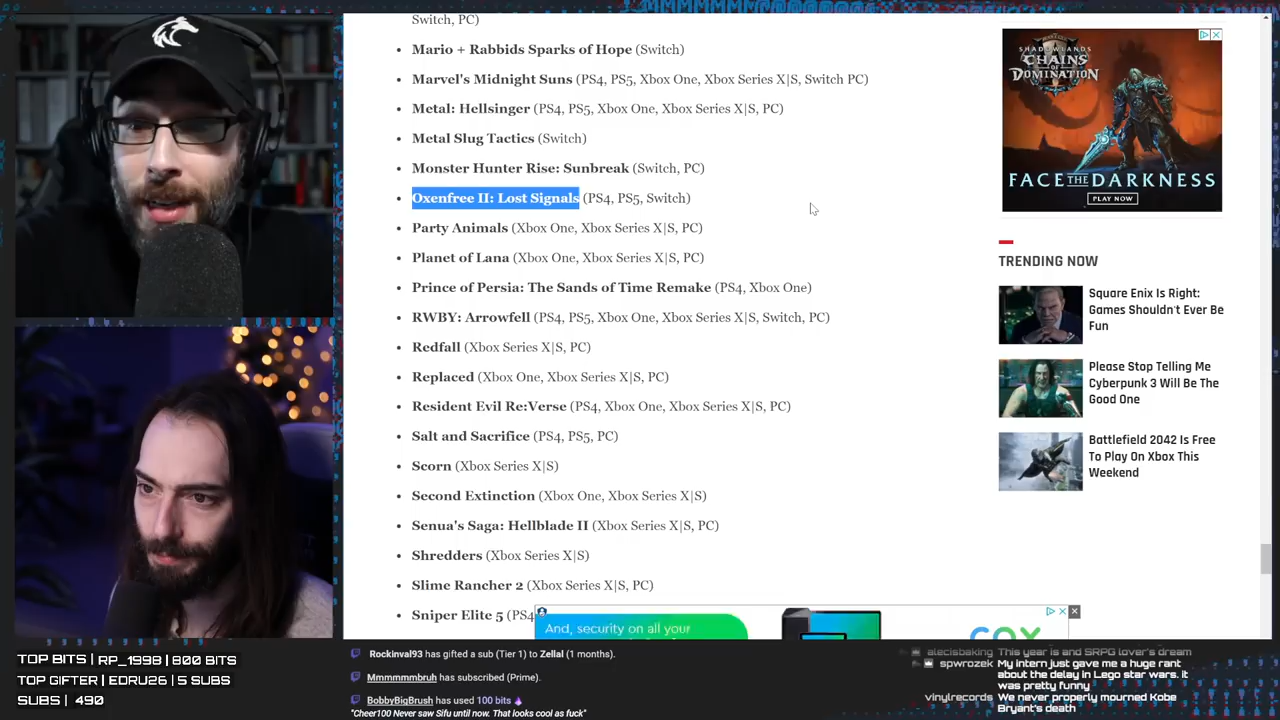 Switch, PC)
• Mario + Rabbids Sparks of Hope (Switch)
• Marvel's Midnight Suns (PS4, PS5, Xbox One, Xbox Series X|S, Switch PC)
• Metal: Hellsinger (PS4, PS5, Xbox One, Xbox Series X|S, PC)
• Metal Slug Tactics (Switch)
• Monster Hunter Rise: Sunbreak (Switch, PC)
• Oxenfree II: Lost Signals (PS4, PS5, Switch)
• Party Animals (Xbox One, Xbox Series X|S, PC)
• Planet of Lana (Xbox One, Xbox Series X|S, PC)
• Prince of Persia: The Sands of Time Remake (PS4, Xbox One)
• RWBY: Arrowfell (PS4, PS5, Xbox One, Xbox Series X|S, Switch, PC)
• Redfall (Xbox Series X|S, PC)
• Replaced (Xbox One, Xbox Series X|S, PC)
• Resident Evil Re:Verse (PS4, Xbox One, Xbox Series X|S, PC)
• Salt and Sacrifice (PS4, PS5, PC)
• Scorn (Xbox Series X|S)
• Second Extinction (Xbox One, Xbox Series X|S)
• Senua's Saga: Hellblade II (Xbox Series X|S, PC)
• Shredders (Xbox Series X|S)
• Slime Rancher 2 (Xbox Series X|S, PC)
• Sniper Elite 5 (PS4
And, security on all your
SHADOWLANDS
CHAINS OF
DOMINATION
FACE THE DARKNESS
PLAY NOW
TRENDING NOW
Square Enix Is Right:
Games Shouldn't Ever Be
Fun
Please Stop Telling Me
Cyberpunk 3 Will Be The
Good One
Battlefield 2042 Is Free
To Play On Xbox This
Weekend
TOP BITS | RP_1998 | 800 BITS
TOP GIFTER | EDRU26 | 5 SUBS
SUBS | 490
Rockinval93 has gifted a sub (Tier 1) to Zellal (1 months).
Mmmmmmbruh has subscribed (Prime).
BobbyBigBrush has used 100 bits
"Cheer100 Never saw Sifu until now. That looks cool as fuck"
alecisbaking This year is and SRPG lover's dream
spwrozek My intern just gave me a huge rant
about the delay in Lego star wars. it
was pretty funny
vinylrecords We never properly mourned Kobe
Bryant's death